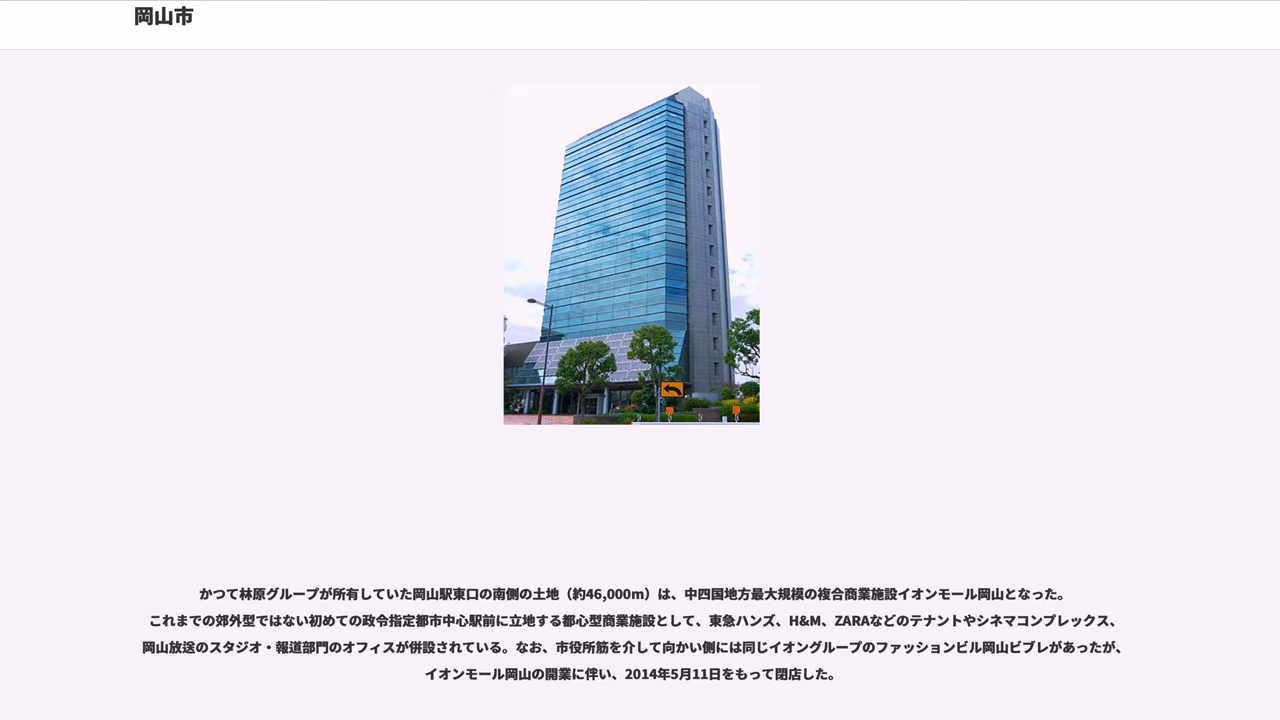 岡山市
かつて林原グループが所有していた岡山駅東口の南側の土地（約46,000m）は、中四国地方最大規模の複合商業施設イオンモール岡山となった。
これまでの郊外型ではない初めての政令指定都市中心駅前に立地する都心型商業施設として、東急ハンズ、H&M、ZARAなどのテナントやシネマコンプレックス、
岡山放送のスタジオ・報道部門のオフィスが併設されている。なお、市役所筋を介して向かい側には同じイオングループのファッションビル岡山ビブレがあったが、
イオンモール岡山の開業に伴い、2014年5月11日をもって閉店した。